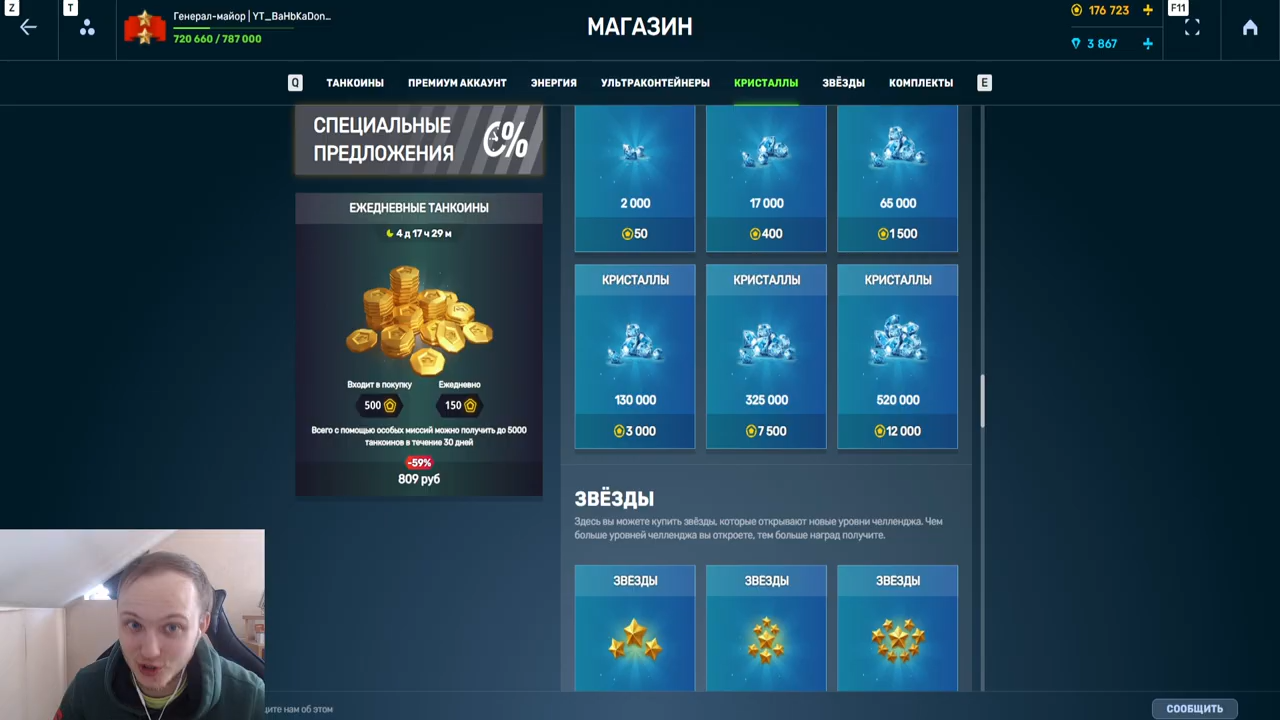 Z
T
Генерал-майор | YT_BaHbKaDon_
720 660 / 787 000
МАГАЗИН
176 723
3 867
F11
Q
ТАНКОИНЫ
ПРЕМИУМ АККАУНТ
ЭНЕРГИЯ
УЛЬТРАКОНТЕЙНЕРЫ
КРИСТАЛЛЫ
ЗВЁЗДЫ
КОМПЛЕКТЫ
E
СПЕЦИАЛЬНЫЕ
ПРЕДЛОЖЕНИЯ
%
ЕЖЕДНЕВНЫЕ ТАНКОИНЫ
4 д 17 ч 29 м
Входит в покупку
Ежедневно
500
150
Всего с помощью особых миссий можно получить до 5000
танкоинов в течение 30 дней
-59%
809 руб
2 000
17 000
65 000
50
400
1 500
КРИСТАЛЛЫ
КРИСТАЛЛЫ
КРИСТАЛЛЫ
130 000
325 000
520 000
3 000
7 500
12 000
ЗВЁЗДЫ
Здесь вы можете купить звёзды, которые открывают новые уровни челленджа. Чем
больше уровней челленджа вы откроете, тем больше наград получите.
ЗВЕЗДЫ
ЗВЕЗДЫ
ЗВЕЗДЫ
щите нам об этом
СООБЩИТЬ